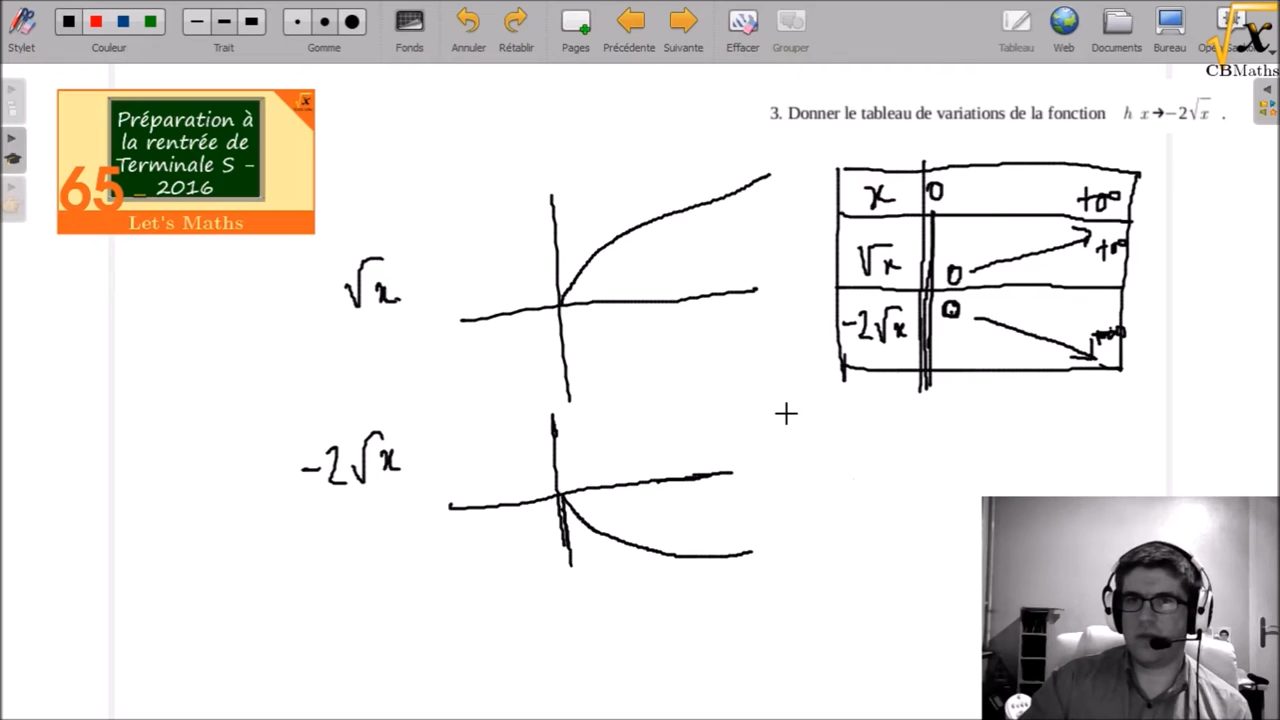 Stylet
Couleur
Trait
Gomme
Fonds
Annuler
Rétablir
Pages
Précédente
Suivante
Effacer
Grouper
Tableau
Web
Documents
Bureau
√x
CBMaths
Préparation à
la rentrée de
Terminale S -
_ 2016
65
Let's Maths
3. Donner le tableau de variations de la fonction h x→−2√x .
x 0 +∞
√x 0 +∞
-2√x 0
√x
-2√x